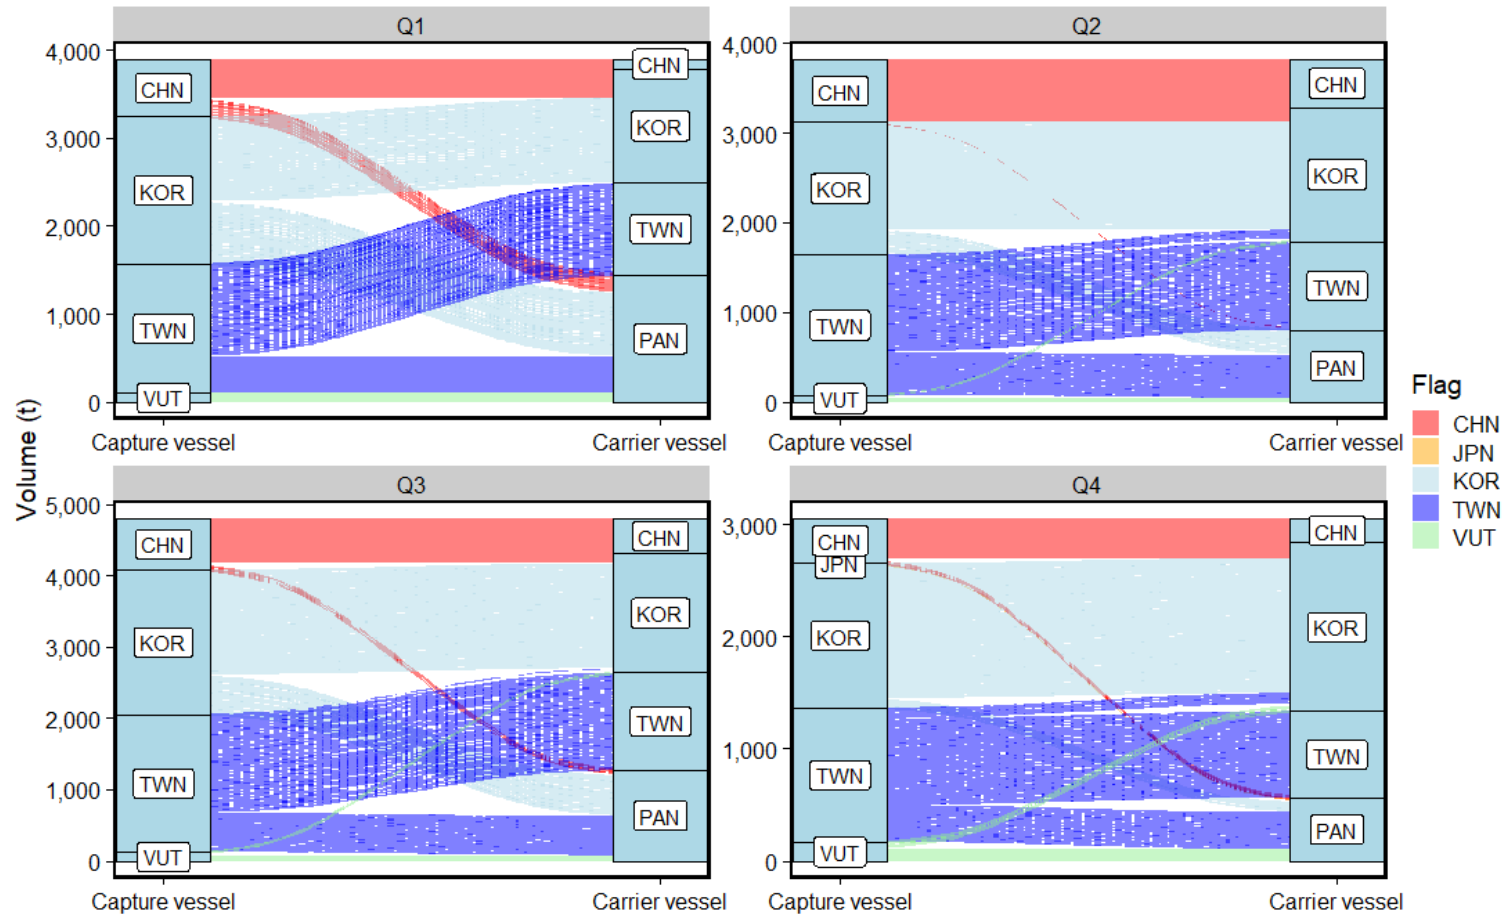 Volume (t)
Q1
4,000
3,000
2,000
1,000
0
CHN
KOR
TWN
VUT
CHN
KOR
TWN
PAN
Capture vessel
Carrier vessel
Q2
4,000
3,000
2,000
1,000
0
CHN
KOR
TWN
VUT
CHN
KOR
TWN
PAN
Capture vessel
Carrier vessel
Q3
5,000
4,000
3,000
2,000
1,000
0
CHN
KOR
TWN
VUT
CHN
KOR
TWN
PAN
Capture vessel
Carrier vessel
Q4
3,000
2,000
1,000
0
CHN
JPN
KOR
TWN
VUT
CHN
KOR
TWN
PAN
Capture vessel
Carrier vessel
Flag
CHN
JPN
KOR
TWN
VUT